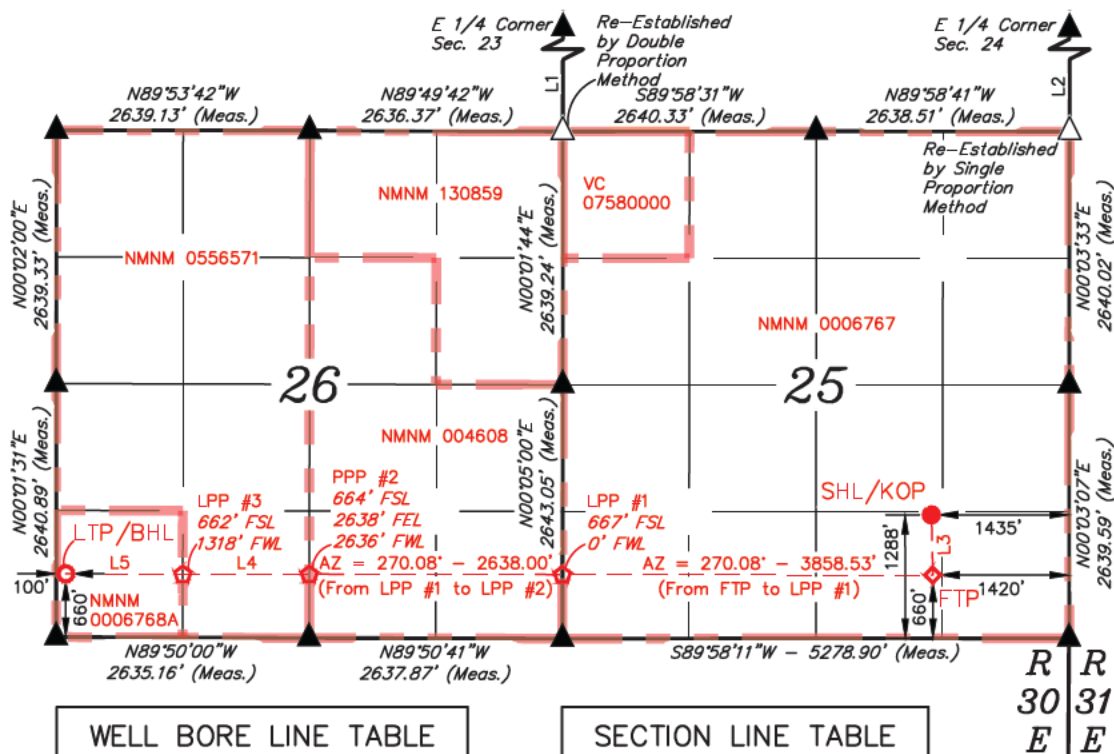 E 1/4 Corner
Sec. 23
Re-Established
by Double
Proportion
Method
E 1/4 Corner
Sec. 24
L1
L2
N89°53'42"W
2639.13' (Meas.)
N89°49'42"W
2636.37' (Meas.)
S89°58'31"W
2640.33' (Meas.)
N89°58'41"W
2638.51' (Meas.)
Re-Established
by Single
Proportion
Method
NMNM 130859
VC
07580000
N00°02'00"E
2639.33' (Meas.)
NMNM 0556571
N00°01'44"E
2639.24' (Meas.)
N00°03'33"E
2640.02' (Meas.)
NMNM 0006767
26
25
NMNM 004608
N00°01'31"E
2640.89' (Meas.)
N00°05'00"E
2643.05' (Meas.)
N00°03'07"E
2639.59' (Meas.)
LPP #3
662' FSL
1318' FWL
PPP #2
664' FSL
2638' FEL
2636' FWL
LPP #1
667' FSL
0' FWL
SHL/KOP
1435'
1288'
L3
LTP/BHL
L5
L4
AZ = 270.08° - 2638.00'
(From LPP #1 to LPP #2)
AZ = 270.08° - 3858.53'
(From FTP to LPP #1)
100'
660'
NMNM
0006768A
660'
FTP
1420'
N89°50'00"W
2635.16' (Meas.)
N89°50'41"W
2637.87' (Meas.)
S89°58'11"W - 5278.90' (Meas.)
R R
30 31
E E
WELL BORE LINE TABLE
SECTION LINE TABLE